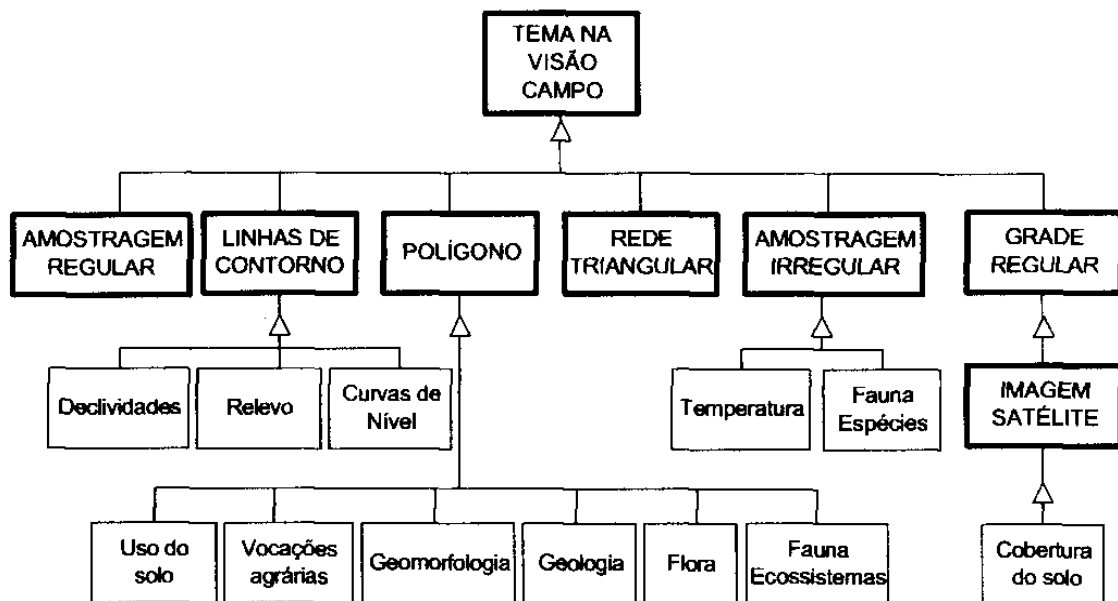 TEMA NA
VISÃO
CAMPO
AMOSTRAGEM
REGULAR
LINHAS DE
CONTORNO
POLÍGONO
REDE
TRIANGULAR
AMOSTRAGEM
IRREGULAR
GRADE
REGULAR
Declividades
Relevo
Curvas de
Nível
Temperatura
Fauna
Espécies
IMAGEM
SATÉLITE
Uso do
solo
Vocações
agrárias
Geomorfologia
Geologia
Flora
Fauna
Ecossistemas
Cobertura
do solo